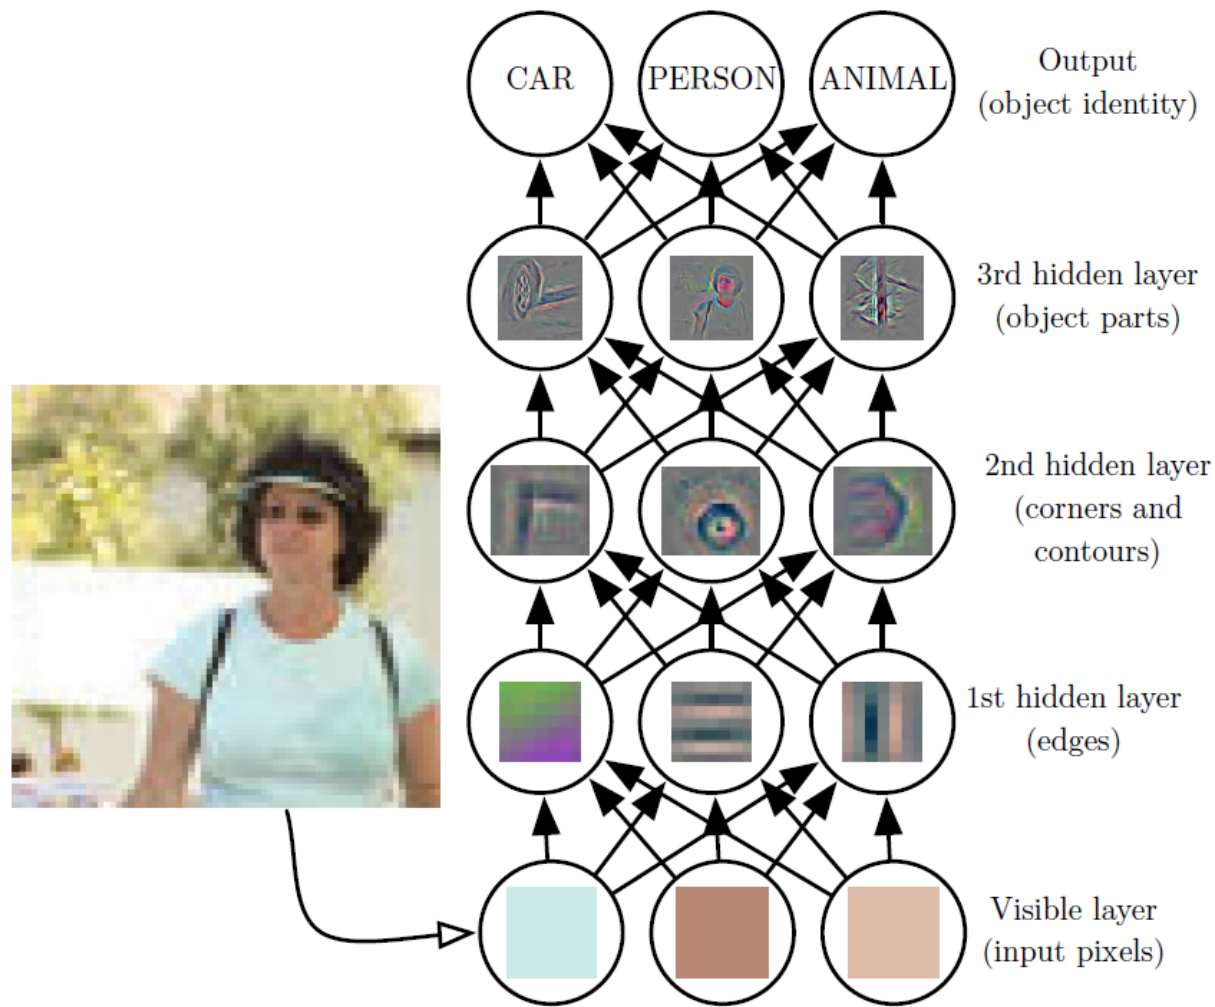 CAR
PERSON
ANIMAL
Output
(object identity)
3rd hidden layer
(object parts)
2nd hidden layer
(corners and
contours)
1st hidden layer
(edges)
Visible layer
(input pixels)